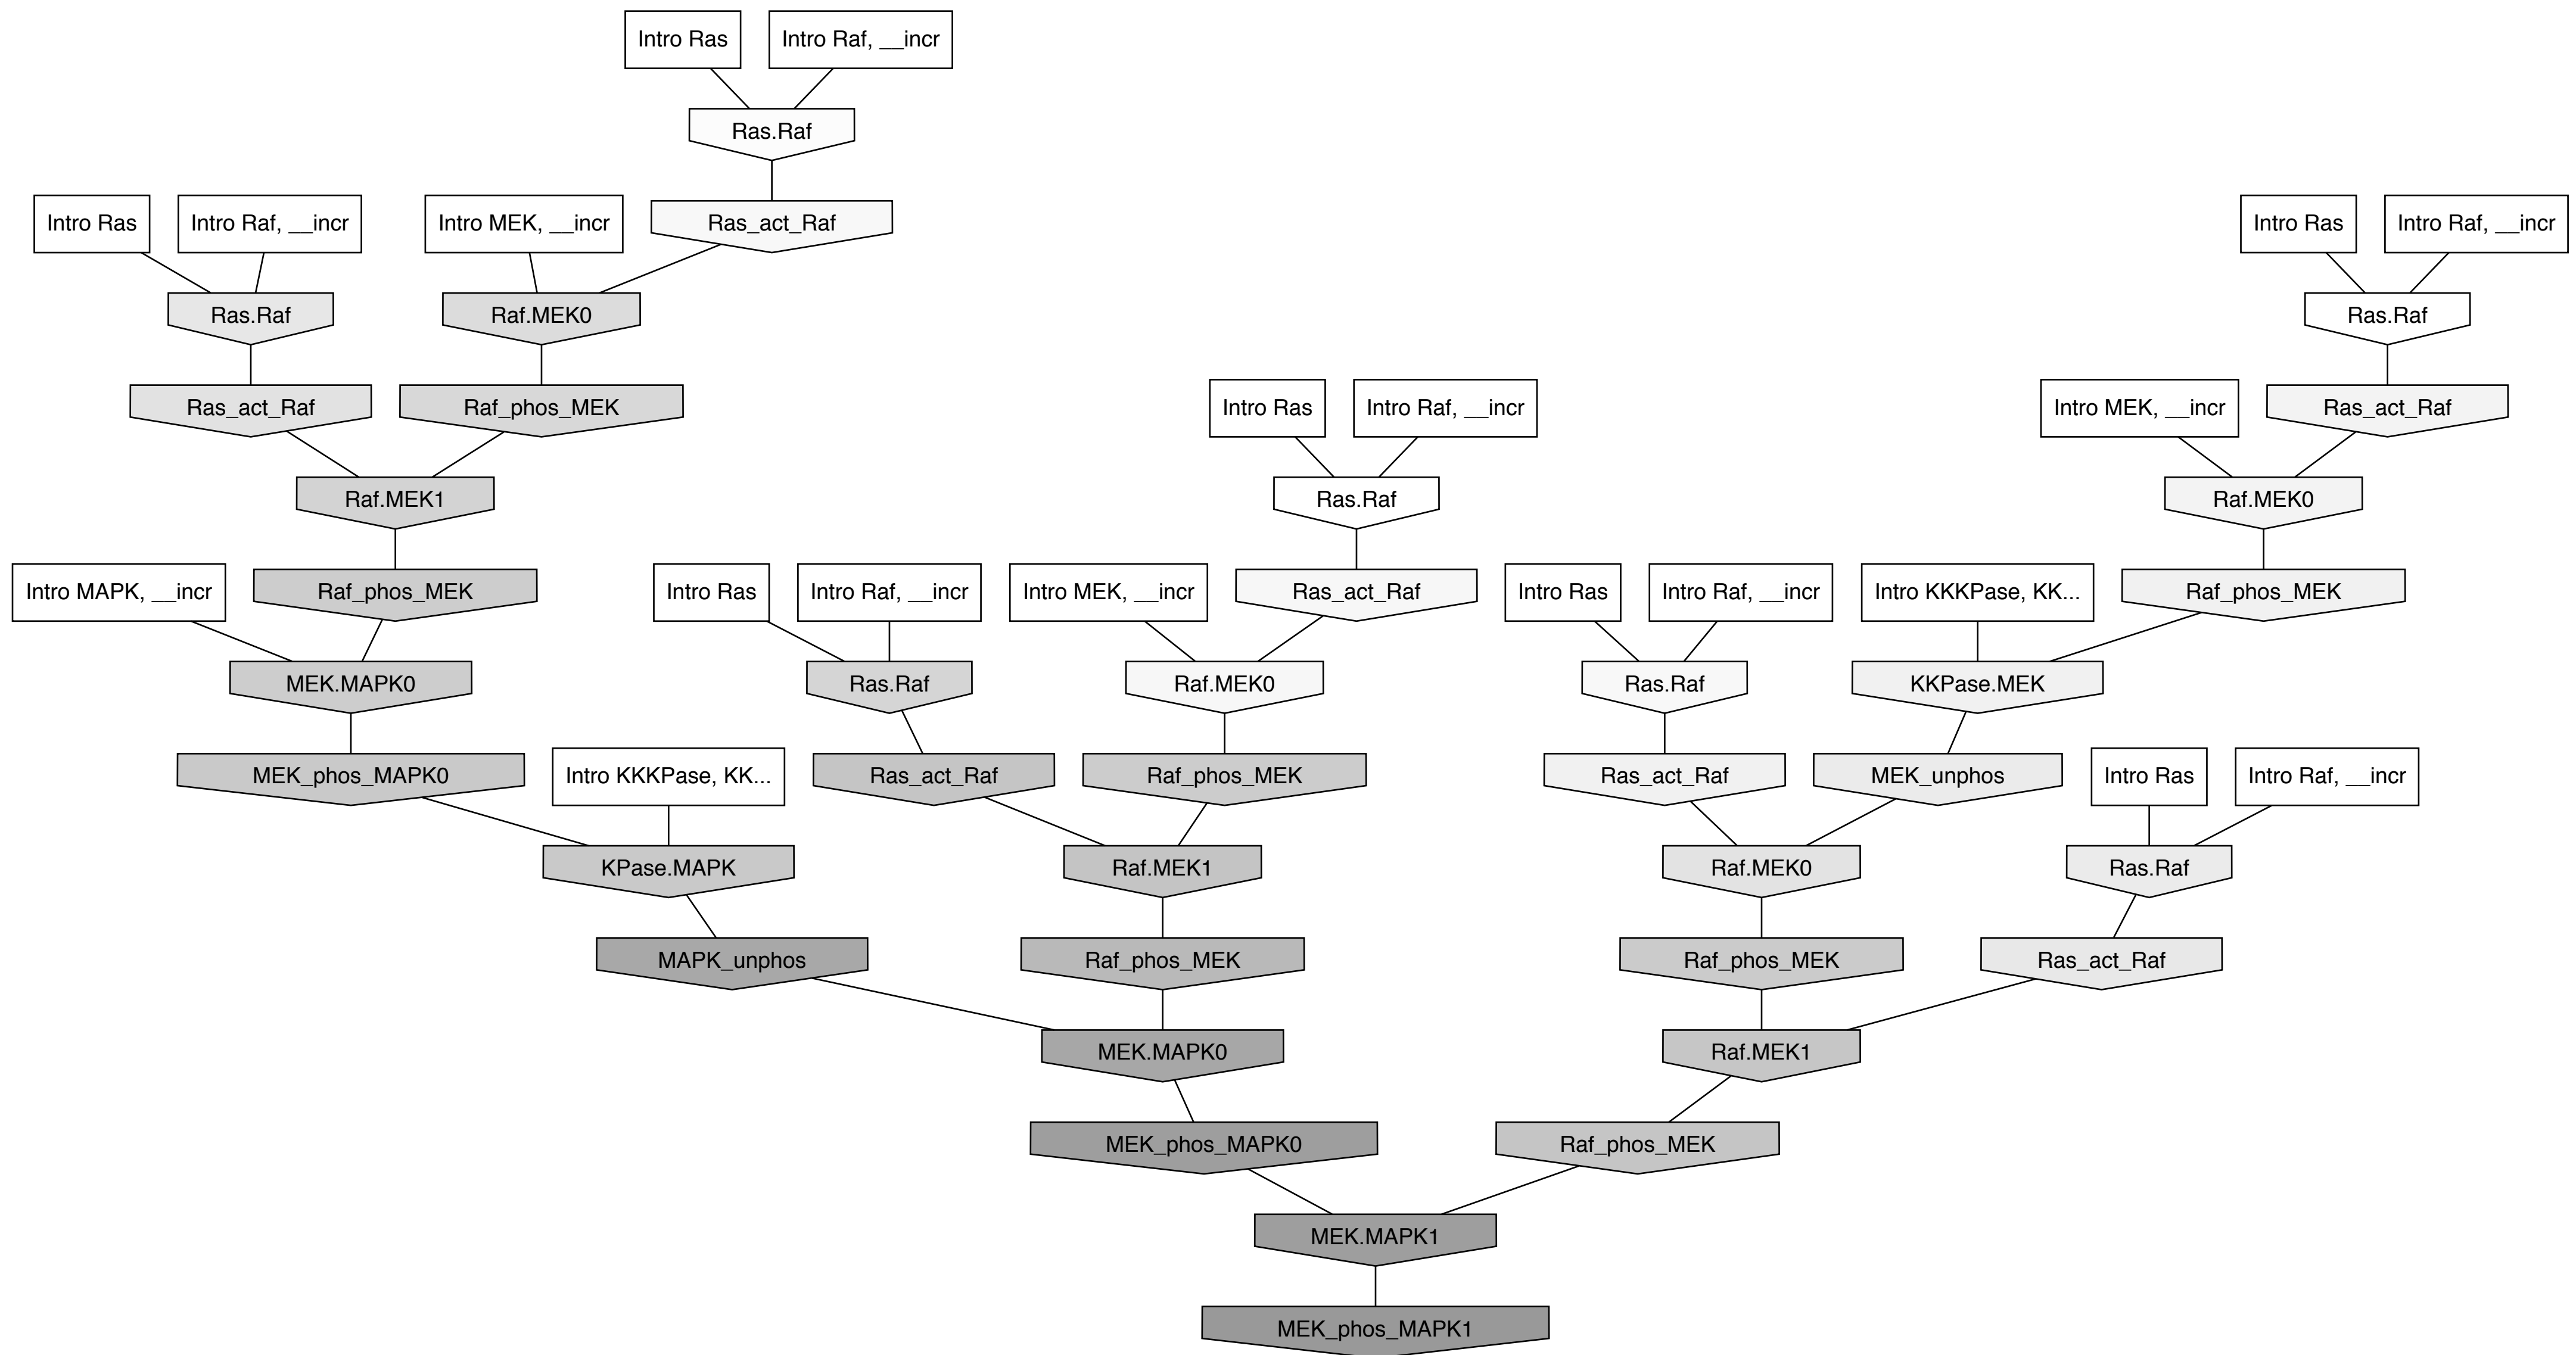 Intro Ras
Intro Raf, __incr
Ras.Raf
Intro Ras
Intro Raf, __incr
Intro MEK, __incr
Ras_act_Raf
Intro Ras
Intro Raf, __incr
Ras.Raf
Raf.MEK0
Ras.Raf
Ras_act_Raf
Raf_phos_MEK
Intro Ras
Intro Raf, __incr
Intro MEK, __incr
Ras_act_Raf
Raf.MEK1
Ras.Raf
Raf.MEK0
Intro MAPK, __incr
Raf_phos_MEK
Intro Ras
Intro Raf, __incr
Intro MEK, __incr
Ras_act_Raf
Intro Ras
Intro Raf, __incr
Intro KKKPase, KK...
Raf_phos_MEK
MEK.MAPK0
Ras.Raf
Raf.MEK0
Ras.Raf
KKPase.MEK
MEK_phos_MAPK0
Intro KKKPase, KK...
Ras_act_Raf
Raf_phos_MEK
Ras_act_Raf
MEK_unphos
Intro Ras
Intro Raf, __incr
KPase.MAPK
Raf.MEK1
Raf.MEK0
Ras.Raf
MAPK_unphos
Raf_phos_MEK
Raf_phos_MEK
Ras_act_Raf
MEK.MAPK0
Raf.MEK1
MEK_phos_MAPK0
Raf_phos_MEK
MEK.MAPK1
MEK_phos_MAPK1